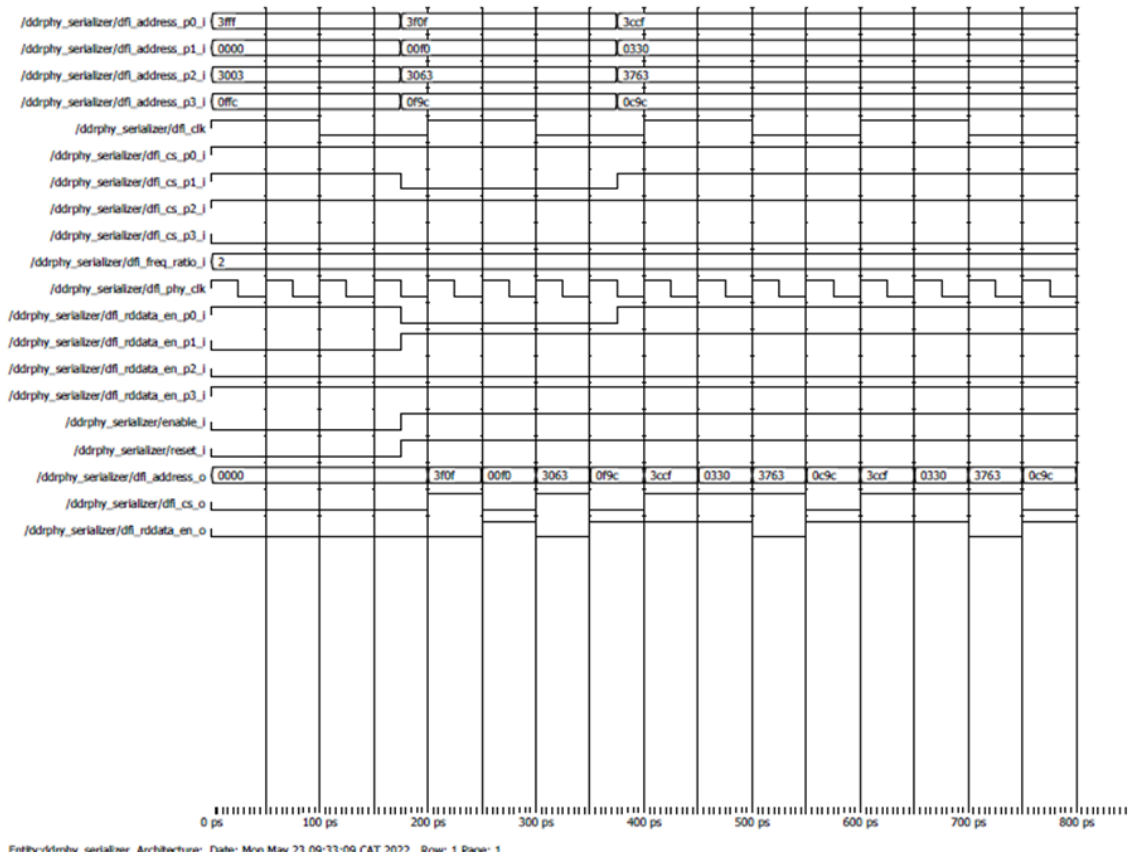 /ddrphy_serializer/dfi_address_p0_i 3fff 3f0f 3ccf
/ddrphy_serializer/dfi_address_p1_i 0000 00f0 0330
/ddrphy_serializer/dfi_address_p2_i 3003 3063 3763
/ddrphy_serializer/dfi_address_p3_i 0ffc 0f9c 0c9c
/ddrphy_serializer/dfi_clk
/ddrphy_serializer/dfi_cs_p0_i
/ddrphy_serializer/dfi_cs_p1_i
/ddrphy_serializer/dfi_cs_p2_i
/ddrphy_serializer/dfi_cs_p3_i
/ddrphy_serializer/dfi_freq_ratio_i 2
/ddrphy_serializer/dfi_phy_clk
/ddrphy_serializer/dfi_rddata_en_p0_i
/ddrphy_serializer/dfi_rddata_en_p1_i
/ddrphy_serializer/dfi_rddata_en_p2_i
/ddrphy_serializer/dfi_rddata_en_p3_i
/ddrphy_serializer/enable_i
/ddrphy_serializer/reset_i
/ddrphy_serializer/dfi_address_o 0000 3f0f 00f0 3063 0f9c 3ccf 0330 3763 0c9c 3ccf 0330 3763 0c9c
/ddrphy_serializer/dfi_cs_o
/ddrphy_serializer/dfi_rddata_en_o
0 ps 100 ps 200 ps 300 ps 400 ps 500 ps 600 ps 700 ps 800 ps
Entity:ddrphy_serializer Architecture: Date: Mon May 23 09:33:09 CAT 2022 Row: 1 Page: 1